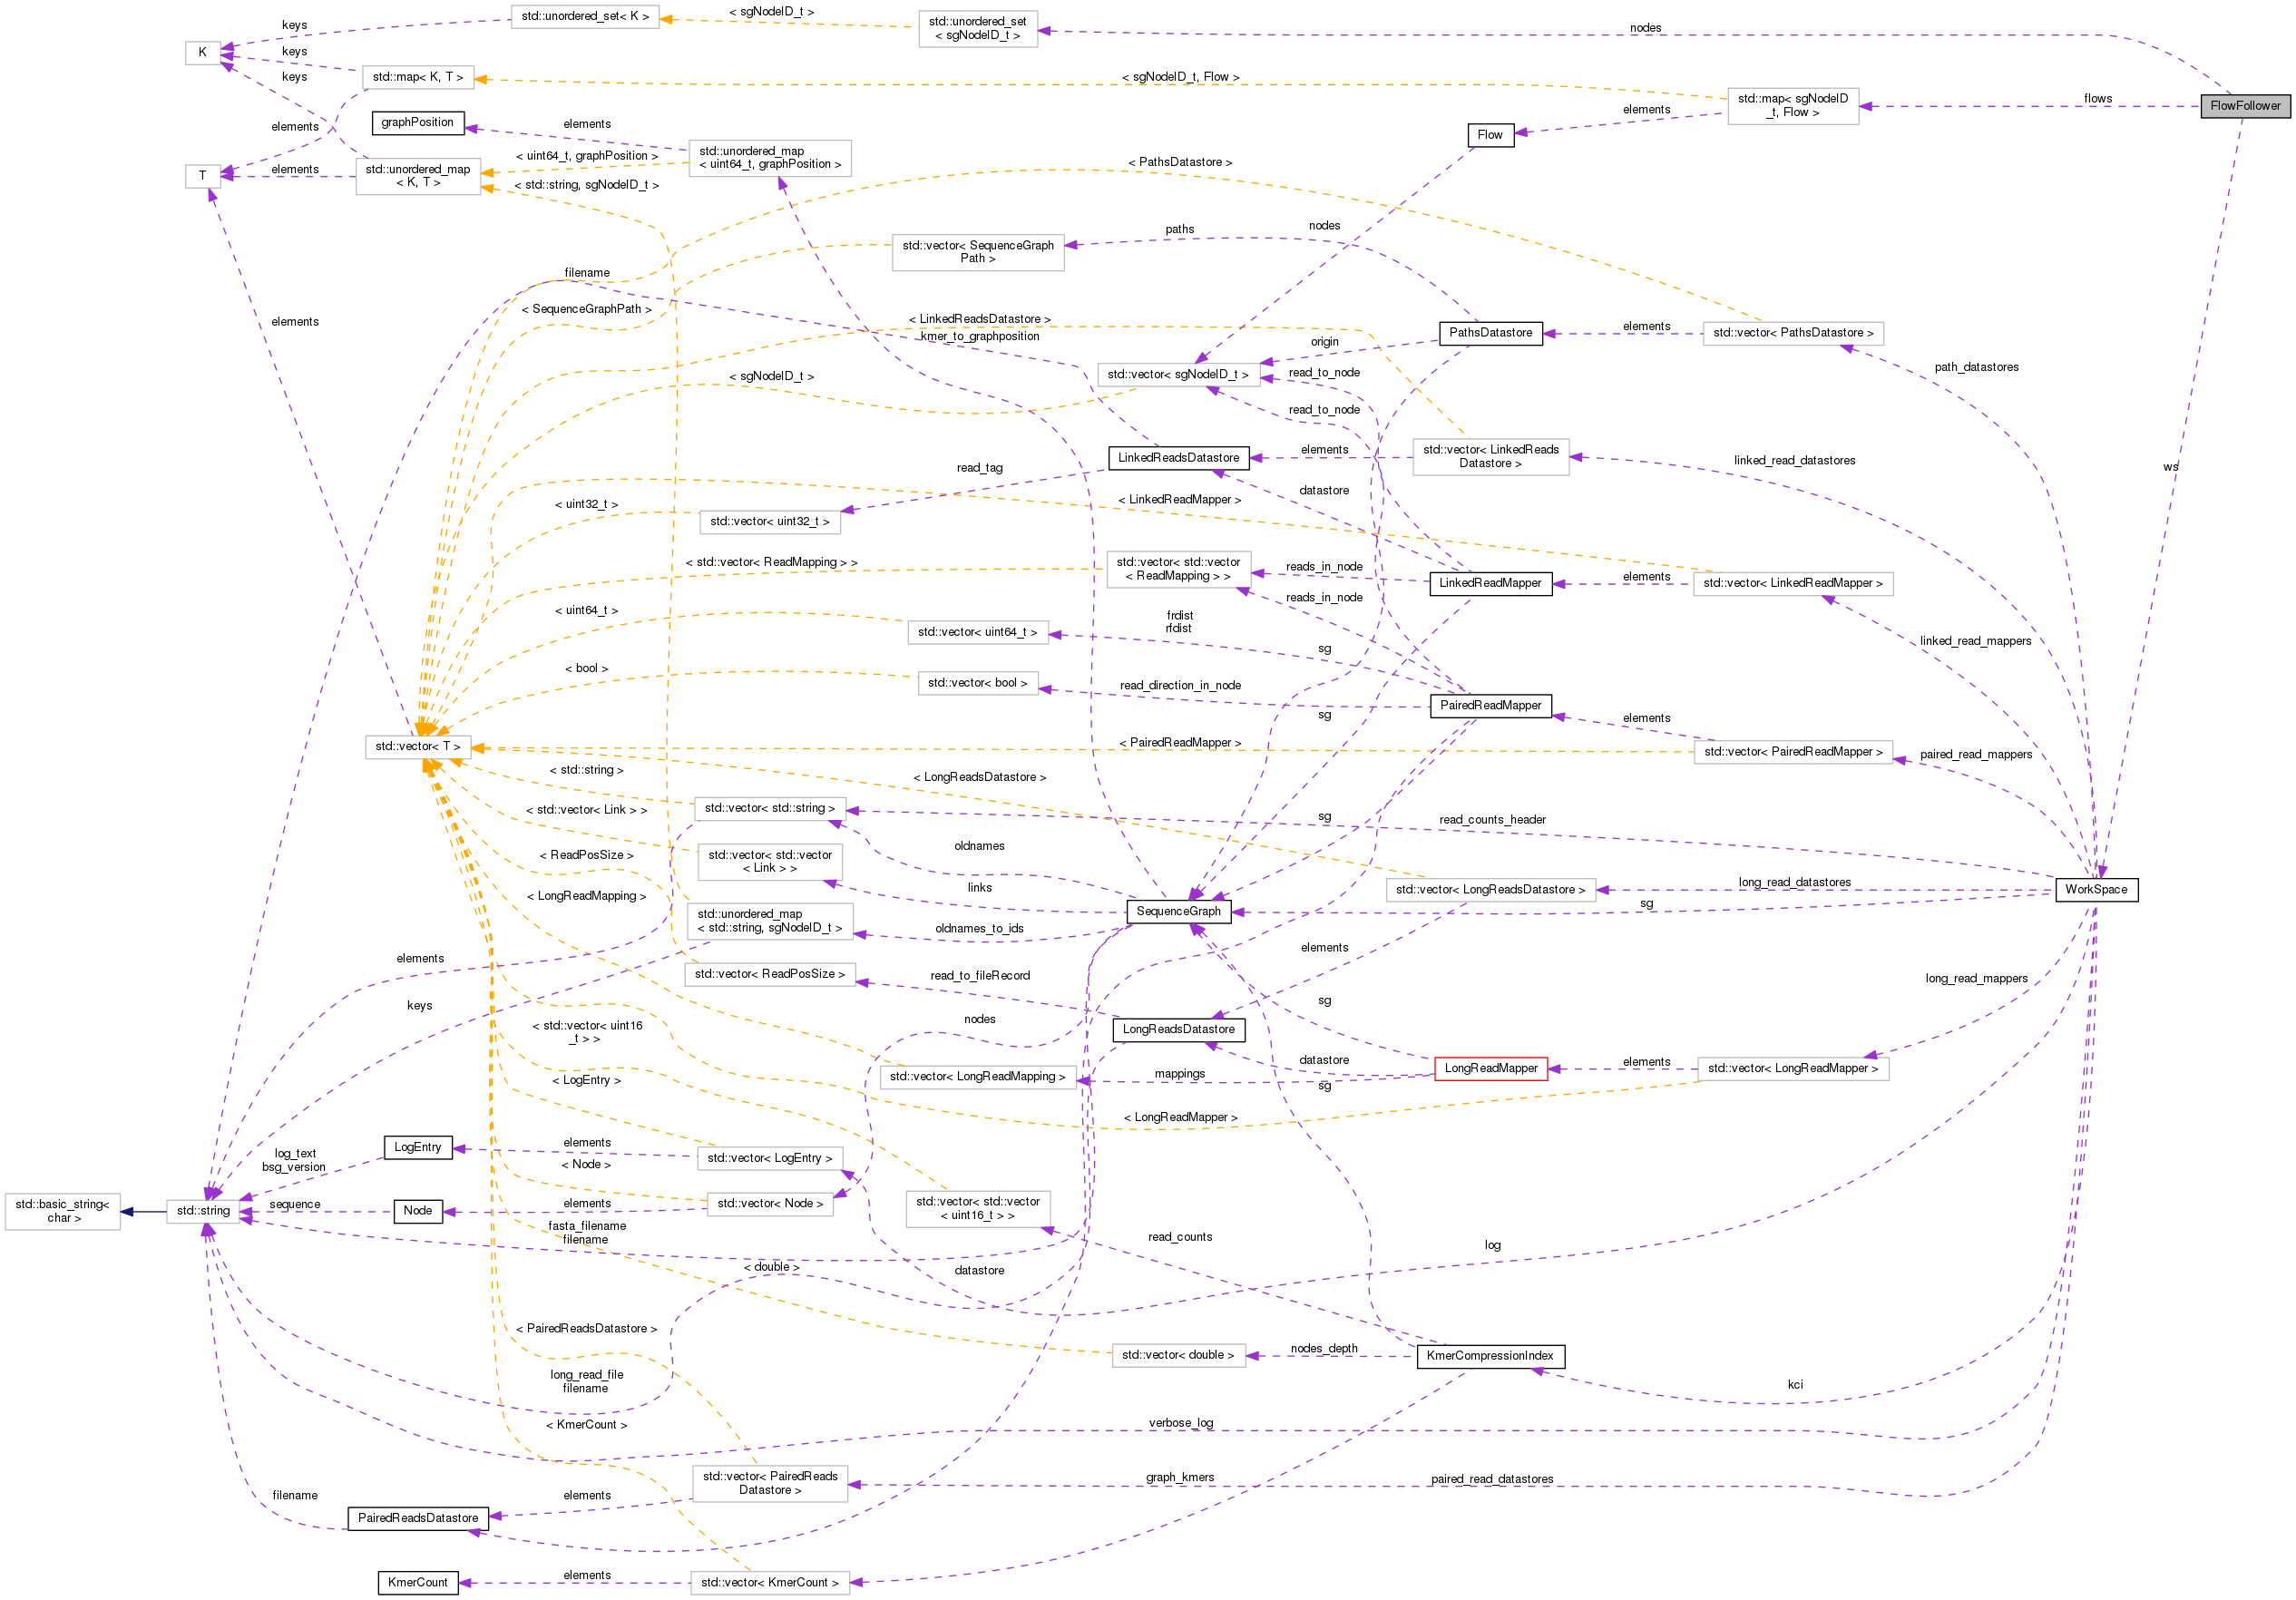 std::unordered_set< K >
< sgNodeID_t >
std::unordered_set
< sgNodeID_t >
nodes
keys
K
keys
std::map< K, T >
keys
< sgNodeID_t, Flow >
std::map< sgNodeID
_t, Flow >
flows
FlowFollower
elements
graphPosition
elements
elements
Flow
std::unordered_map
< uint64_t, graphPosition >
< uint64_t, graphPosition >
T
elements
std::unordered_map
< K, T >
< std::string, sgNodeID_t >
< PathsDatastore >
std::vector< SequenceGraph
Path >
paths
nodes
filename
< SequenceGraphPath >
elements
< LinkedReadsDatastore >
kmer_to_graphposition
PathsDatastore
elements
std::vector< PathsDatastore >
origin
path_datastores
std::vector< sgNodeID_t >
< sgNodeID_t >
read_to_node
read_to_node
LinkedReadsDatastore
elements
std::vector< LinkedReads
Datastore >
linked_read_datastores
ws
read_tag
datastore
< LinkedReadMapper >
< uint32_t >
std::vector< uint32_t >
< std::vector< ReadMapping > >
std::vector< std::vector
< ReadMapping > >
reads_in_node
LinkedReadMapper
elements
std::vector< LinkedReadMapper >
reads_in_node
< uint64_t >
std::vector< uint64_t >
frdist
rfdist
sg
linked_read_mappers
< bool >
std::vector< bool >
read_direction_in_node
PairedReadMapper
sg
elements
std::vector< T >
< PairedReadMapper >
std::vector< PairedReadMapper >
paired_read_mappers
< std::string >
< LongReadsDatastore >
< std::vector< Link > >
std::vector< std::string >
sg
read_counts_header
oldnames
< ReadPosSize >
std::vector< std::vector
< Link > >
links
std::vector< LongReadsDatastore >
long_read_datastores
WorkSpace
< LongReadMapping >
std::unordered_map
< std::string, sgNodeID_t >
oldnames_to_ids
SequenceGraph
sg
elements
std::vector< ReadPosSize >
read_to_fileRecord
elements
long_read_mappers
keys
< std::vector< uint16
_t > >
nodes
LongReadsDatastore
sg
datastore
LongReadMapper
elements
std::vector< LongReadMapper >
< LogEntry >
std::vector< LongReadMapping >
mappings
sg
< LongReadMapper >
LogEntry
elements
std::vector< LogEntry >
log_text
bsg_version
< Node >
std::basic_string<
char >
std::string
sequence
Node
elements
std::vector< Node >
std::vector< std::vector
< uint16_t > >
fasta_filename
filename
read_counts
log
< double >
datastore
< PairedReadsDatastore >
std::vector< double >
nodes_depth
KmerCompressionIndex
long_read_file
filename
kci
< KmerCount >
verbose_log
std::vector< PairedReads
Datastore >
graph_kmers
paired_read_datastores
filename
PairedReadsDatastore
elements
KmerCount
elements
std::vector< KmerCount >